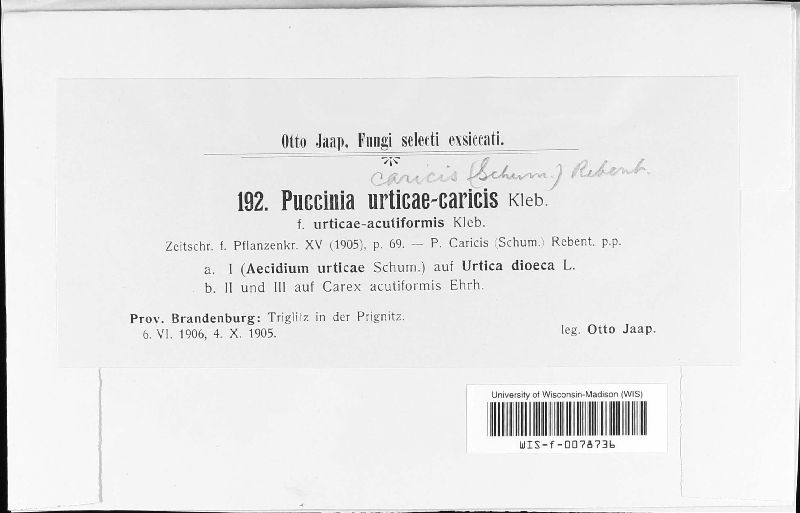 Otto Jaap, Fungi selecti exsiccati.
caricis (Schum.) Rebent.
192. Puccinia urticae-caricis Kleb.
f. urticae-acutiformis Kleb.
Zeitschr. f. Pflanzenkr. XV (1905), p. 69. — P. Caricis (Schum.) Rebent. p.p.
a. I (Aecidium urticae Schum.) auf Urtica dioeca L.
b. II und III auf Carex acutiformis Ehrh.
Prov. Brandenburg: Triglitz in der Prignitz.
6. VI. 1906, 4. X. 1905.
leg. Otto Jaap.
University of Wisconsin-Madison (WIS)
WIS-f-0078736